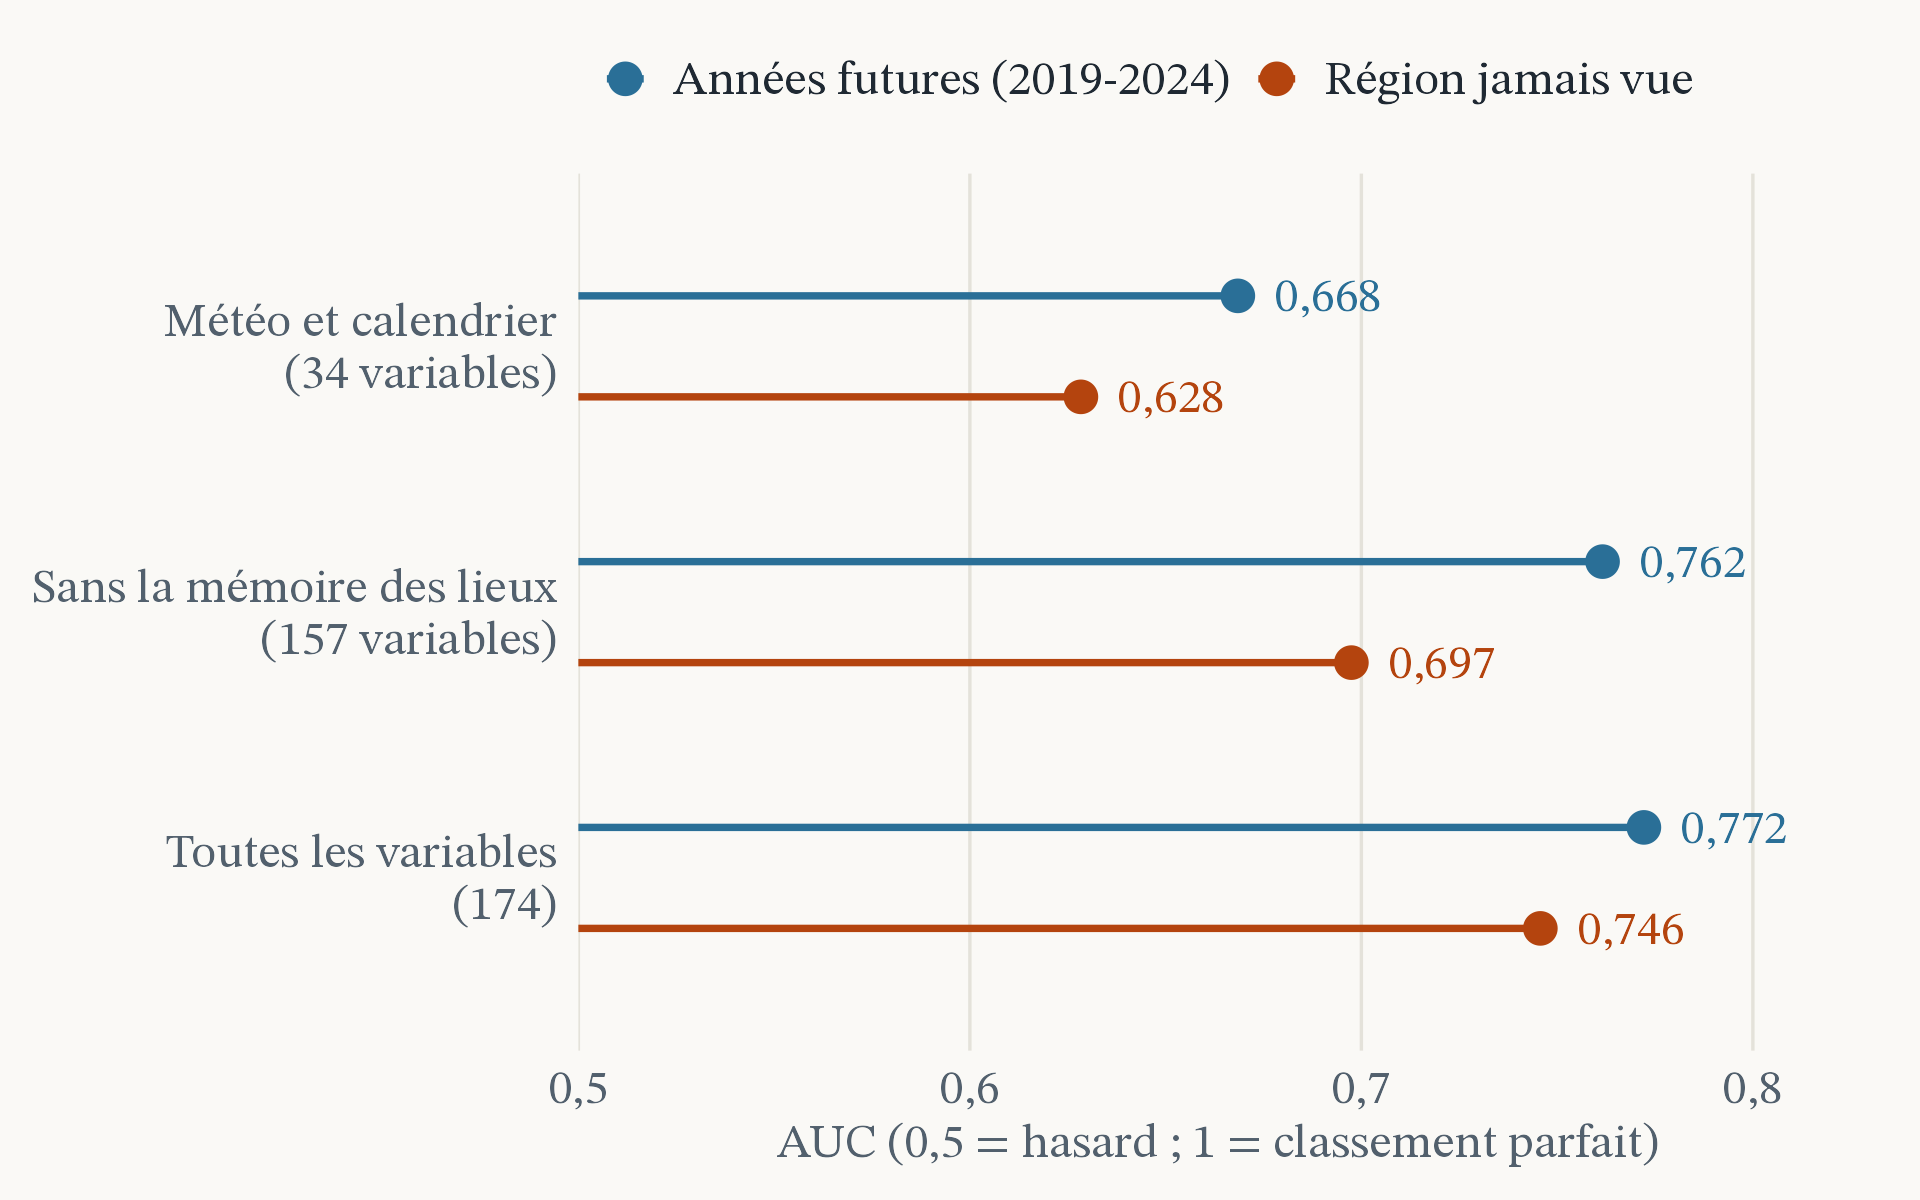 Années futures (2019-2024) Région jamais vue
Météo et calendrier
(34 variables)
0,668
0,628
Sans la mémoire des lieux
(157 variables)
0,762
0,697
Toutes les variables
(174)
0,772
0,746
0,5 0,6 0,7 0,8
AUC (0,5 = hasard ; 1 = classement parfait)